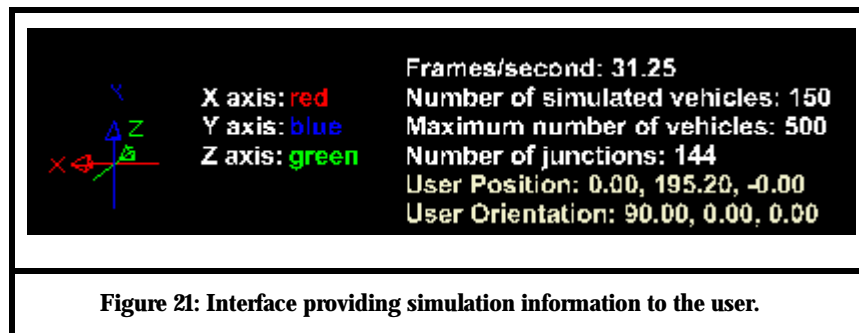 Y
Z
X
X axis: red
Y axis: blue
Z axis: green
Frames/second: 31.25
Number of simulated vehicles: 150
Maximum number of vehicles: 500
Number of junctions: 144
User Position: 0.00, 195.20, -0.00
User Orientation: 90.00, 0.00, 0.00
Figure 21: Interface providing simulation information to the user.